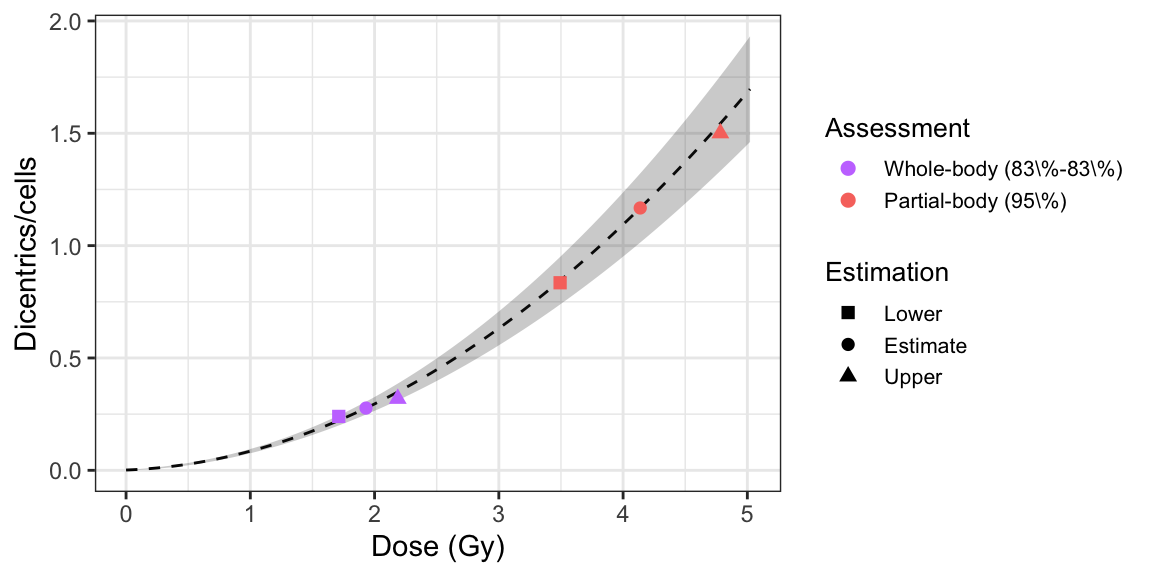 2.0
1.5
1.0
0.5
0.0
Dicentrics/cells
0 1 2 3 4 5
Dose (Gy)
Assessment
Whole-body (83\%-83\%)
Partial-body (95\%)
Estimation
Lower
Estimate
Upper